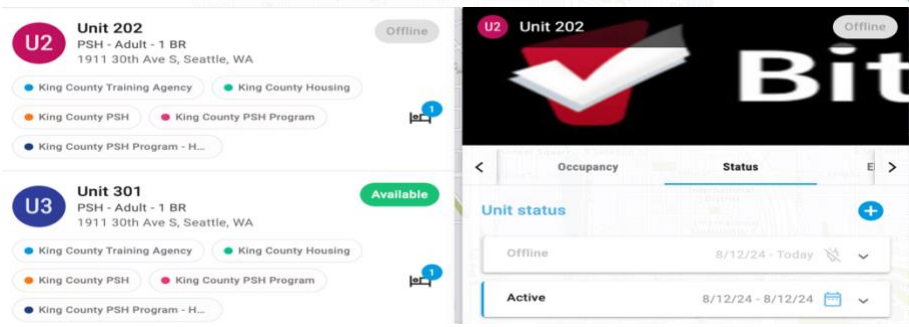 U2
Unit 202
Offline
PSH - Adult - 1 BR
1911 30th Ave S, Seattle, WA
King County Training Agency
King County Housing
King County PSH
King County PSH Program
1
King County PSH Program - H...
U3
Unit 301
Available
PSH - Adult - 1 BR
1911 30th Ave S, Seattle, WA
King County Training Agency
King County Housing
King County PSH
King County PSH Program
1
King County PSH Program - H...
U2 Unit 202
Offline
Bit
Occupancy
Status
E
Unit status
Offline
8/12/24 - Today
Active
8/12/24 - 8/12/24